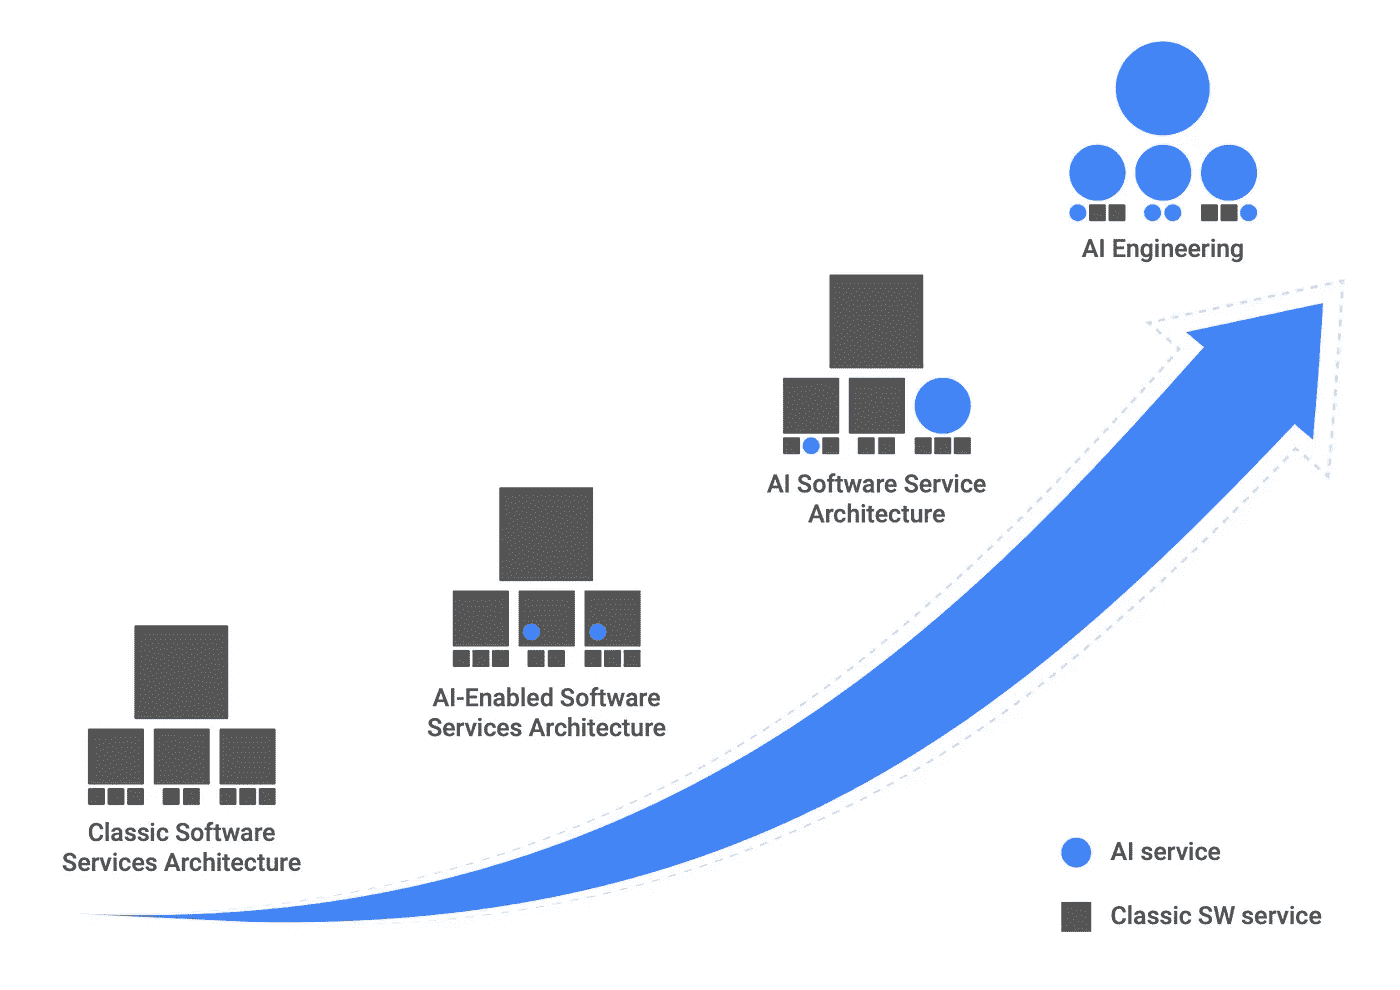 AI Engineering
AI Software Service
Architecture
AI-Enabled Software
Services Architecture
Classic Software
Services Architecture
AI service
Classic SW service